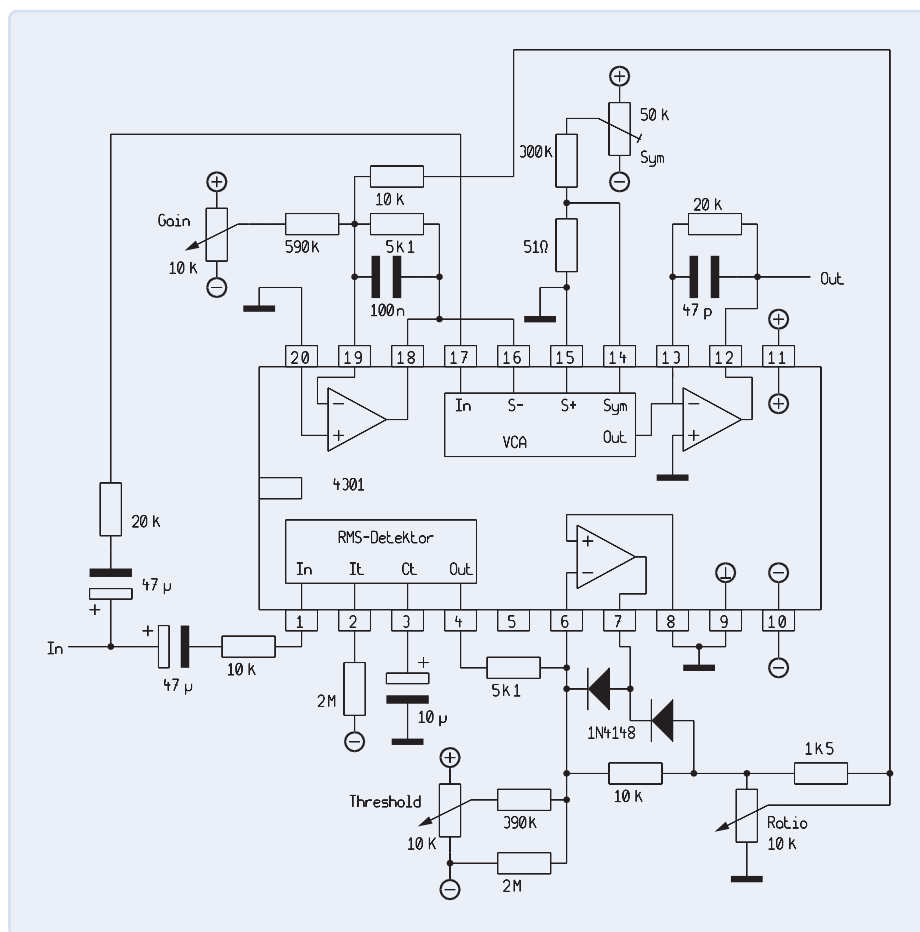 50 K
Sym
300K
10 K
Gain
590K
5K1
10 K
100n
51Ω
20 K
47 p
Out
20
19
18
17
16
15
14
13
12
11
In
S-
S+
Sym
VCA
Out
4301
RMS-Detektor
In
It
Ct
Out
20 K
47 µ
In
47 µ
10 K
1
2
3
4
5
6
7
8
9
10
2M
10 µ
5K1
1N4148
Threshold
10 K
390K
2M
10 K
1K5
Ratio
10 K